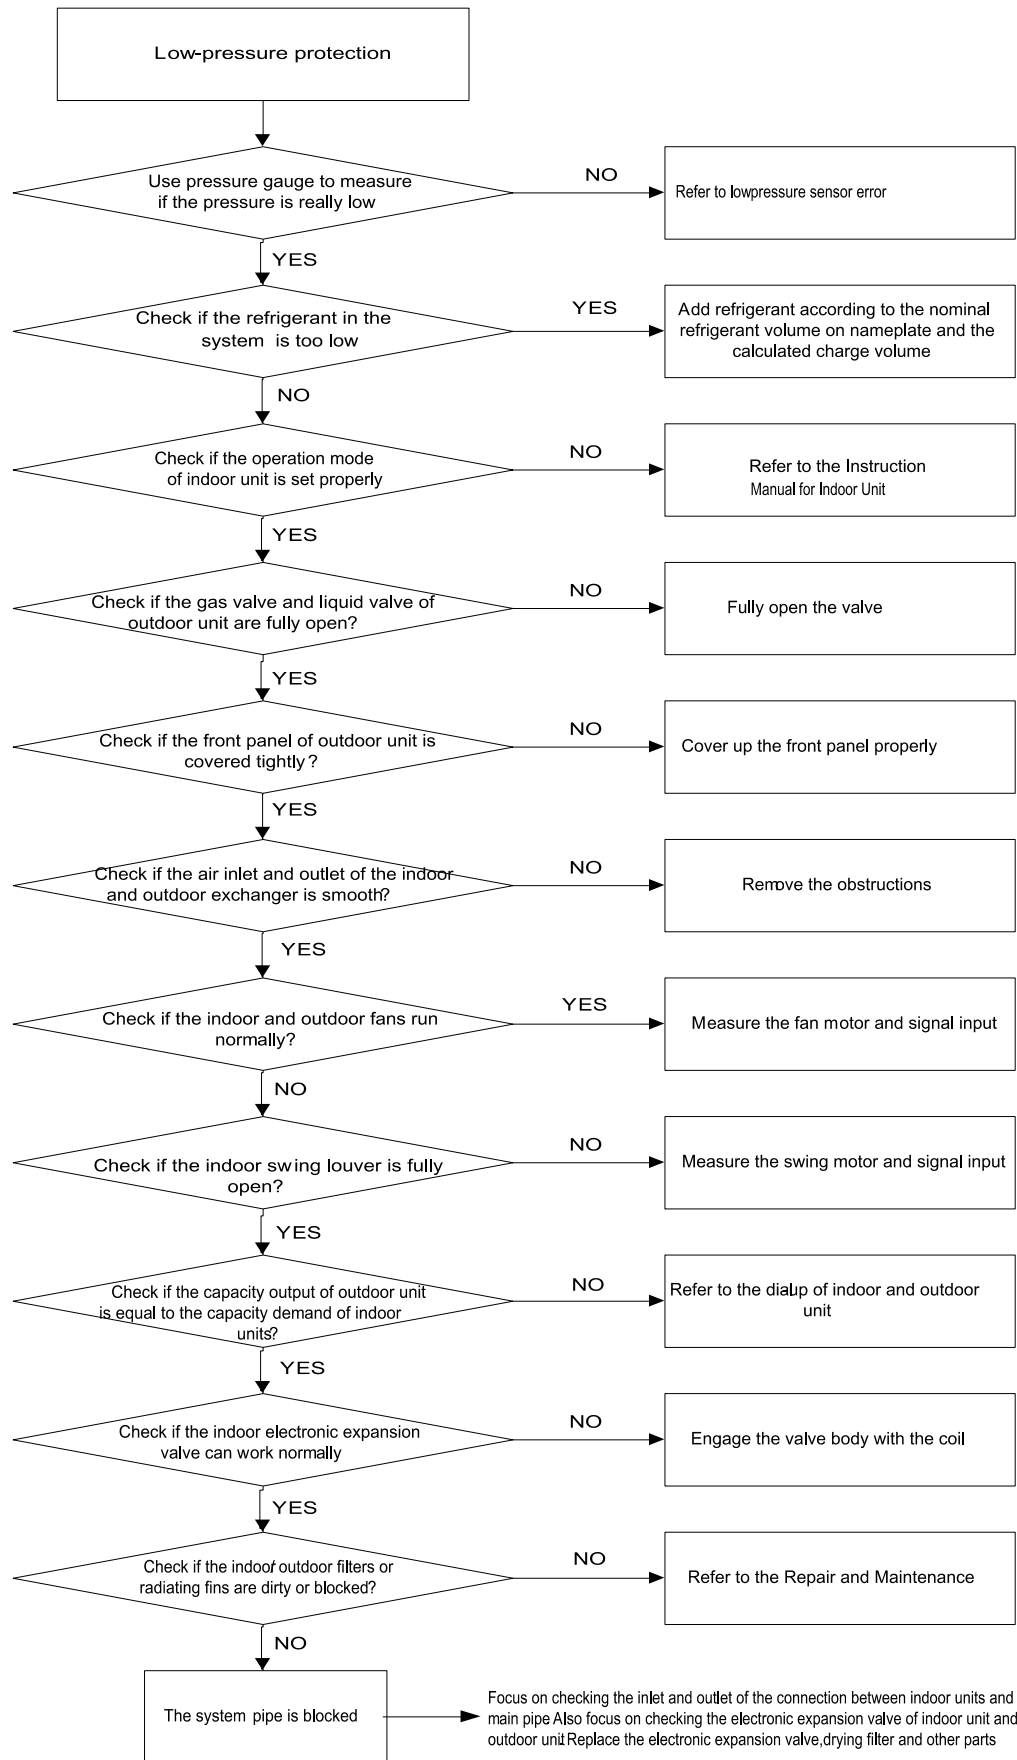 Low-pressure protection
Use pressure gauge to measure
if the pressure is really low
NO
Refer to lowpressure sensor error
YES
Check if the refrigerant in the
system is too low
YES
Add refrigerant according to the nominal
refrigerant volume on nameplate and the
calculated charge volume
NO
Check if the operation mode
of indoor unit is set properly
NO
Refer to the Instruction
Manual for Indoor Unit
YES
Check if the gas valve and liquid valve of
outdoor unit are fully open?
NO
Fully open the valve
YES
Check if the front panel of outdoor unit is
covered tightly?
NO
Cover up the front panel properly
YES
Check if the air inlet and outlet of the indoor
and outdoor exchanger is smooth?
NO
Remove the obstructions
YES
Check if the indoor and outdoor fans run
normally?
YES
Measure the fan motor and signal input
NO
Check if the indoor swing louver is fully
open?
NO
Measure the swing motor and signal input
YES
Check if the capacity output of outdoor unit
is equal to the capacity demand of indoor
units?
NO
Refer to the dialup of indoor and outdoor
unit
YES
Check if the indoor electronic expansion
valve can work normally
NO
Engage the valve body with the coil
YES
Check if the indoor/outdoor filters or
radiating fins are dirty or blocked?
NO
Refer to the Repair and Maintenance
NO
The system pipe is blocked
Focus on checking the inlet and outlet of the connection between indoor units and
main pipe Also focus on checking the electronic expansion valve of indoor unit and
outdoor unit.Replace the electronic expansion valve,drying filter and other parts